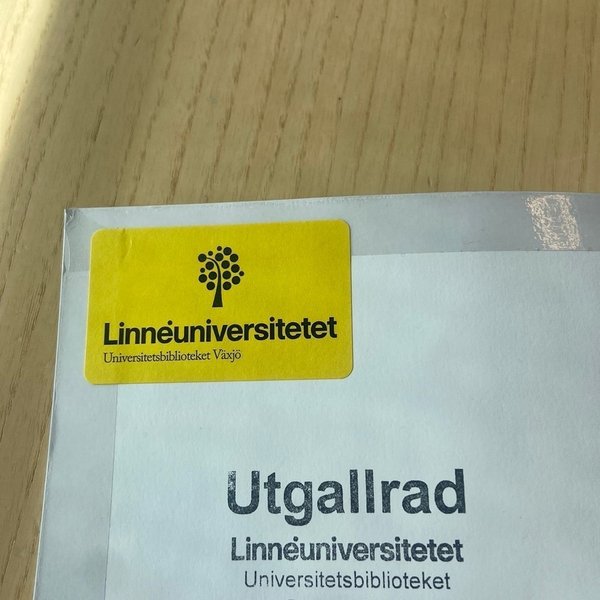 Linnéuniversitetet
Universitetsbiblioteket Växjö
Utgallrad
Linnéuniversitetet
Universitetsbiblioteket